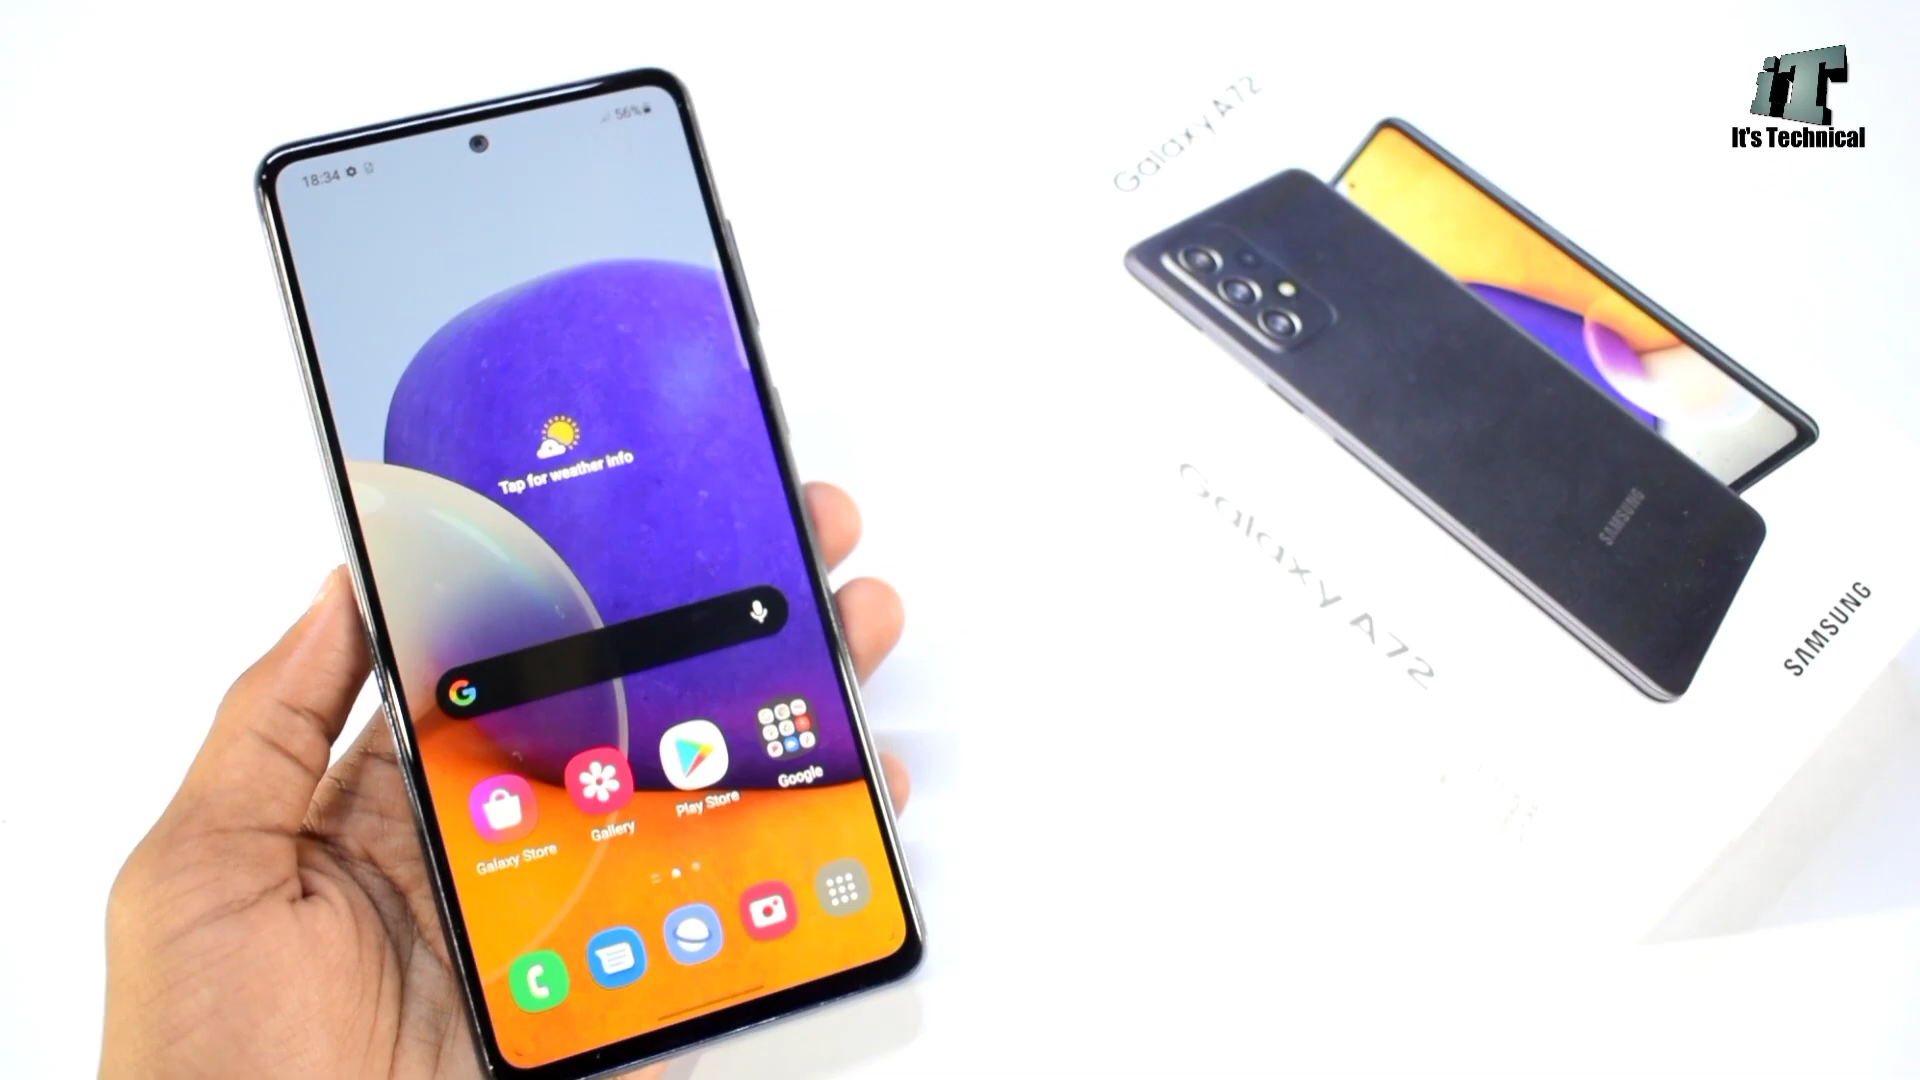 18:34
56%
Tap for weather info
G
Galaxy Store
Gallery
Play Store
Google
Galaxy A72
Galaxy A72
SAMSUNG
SAMSUNG
iT
It's Technical